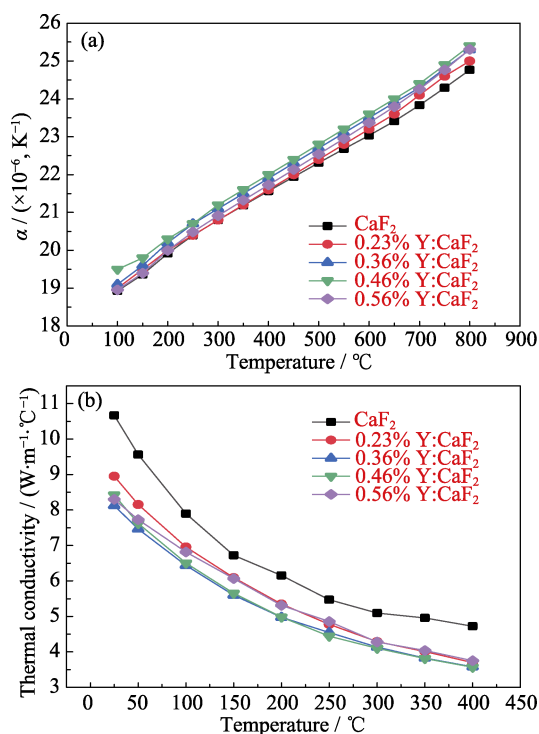 (a)
26
25
24
23
22
21
20
19
18
α / (×10⁻⁶, K⁻¹)
CaF₂
0.23% Y:CaF₂
0.36% Y:CaF₂
0.46% Y:CaF₂
0.56% Y:CaF₂
0 100 200 300 400 500 600 700 800 900
Temperature / ℃
(b)
11
10
9
8
7
6
5
4
3
Thermal conductivity / (W·m⁻¹·℃⁻¹)
CaF₂
0.23% Y:CaF₂
0.36% Y:CaF₂
0.46% Y:CaF₂
0.56% Y:CaF₂
0 50 100 150 200 250 300 350 400 450
Temperature / ℃